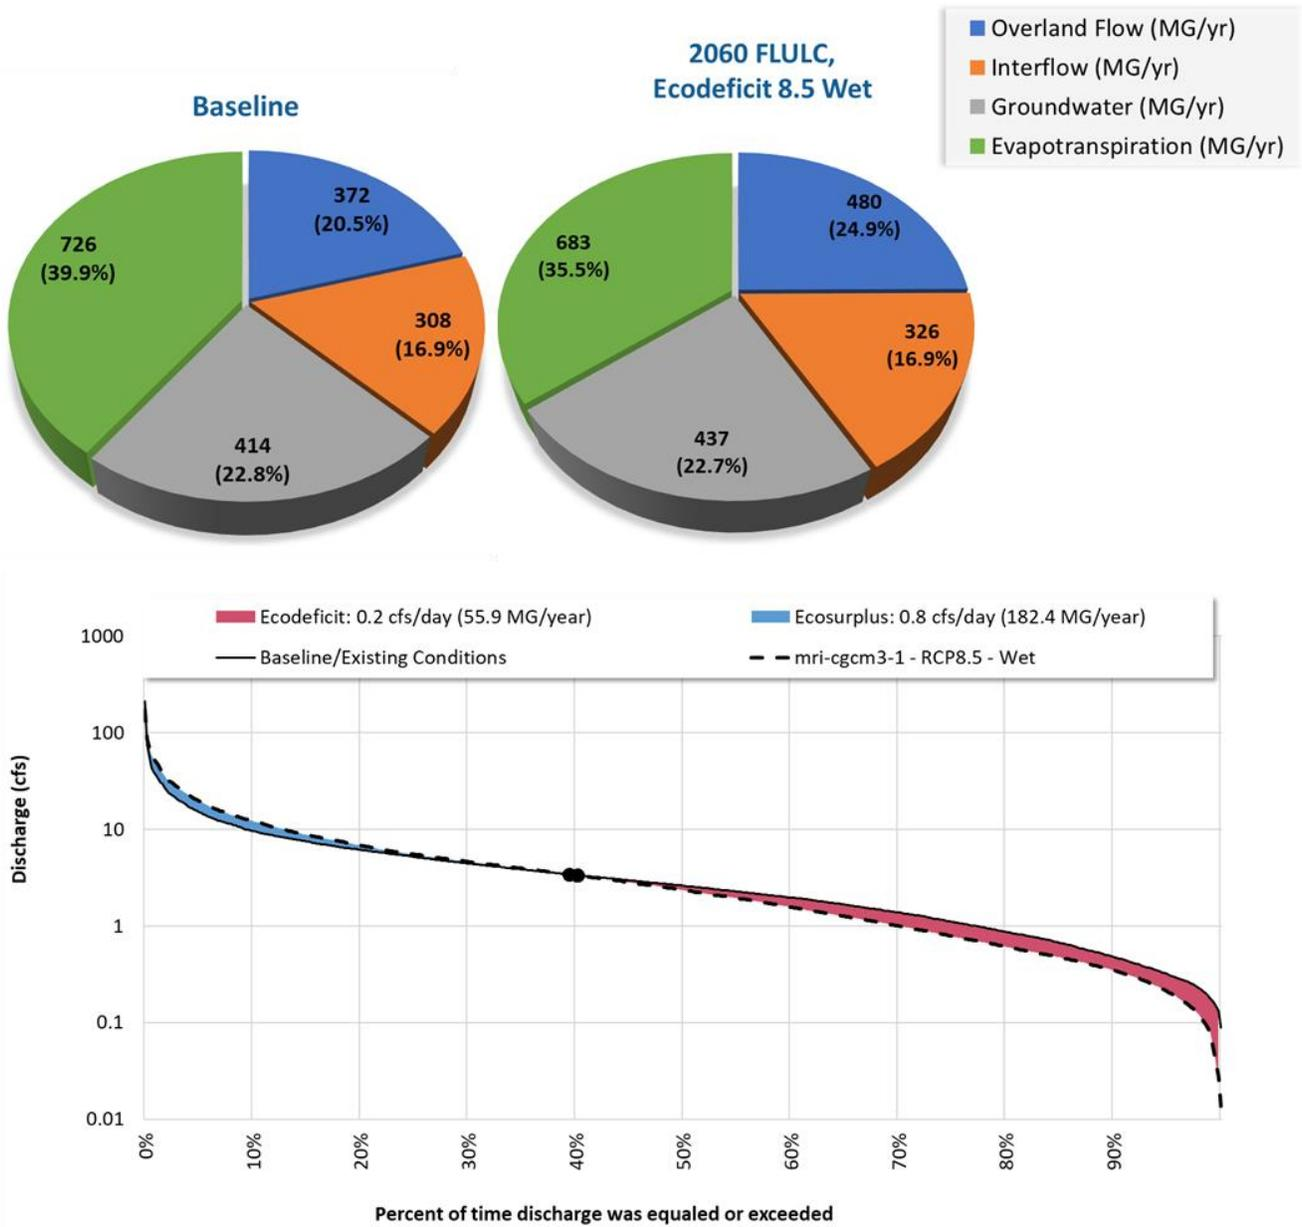 Baseline
2060 FLULC,
Ecodeficit 8.5 Wet
Overland Flow (MG/yr)
Interflow (MG/yr)
Groundwater (MG/yr)
Evapotranspiration (MG/yr)
372
(20.5%)
308
(16.9%)
414
(22.8%)
726
(39.9%)
480
(24.9%)
326
(16.9%)
437
(22.7%)
683
(35.5%)
Ecodeficit: 0.2 cfs/day (55.9 MG/year)
Ecosurplus: 0.8 cfs/day (182.4 MG/year)
Baseline/Existing Conditions
mri-cgcm3-1 - RCP8.5 - Wet
Discharge (cfs)
1000
100
10
1
0.1
0.01
0%
10%
20%
30%
40%
50%
60%
70%
80%
90%
Percent of time discharge was equaled or exceeded